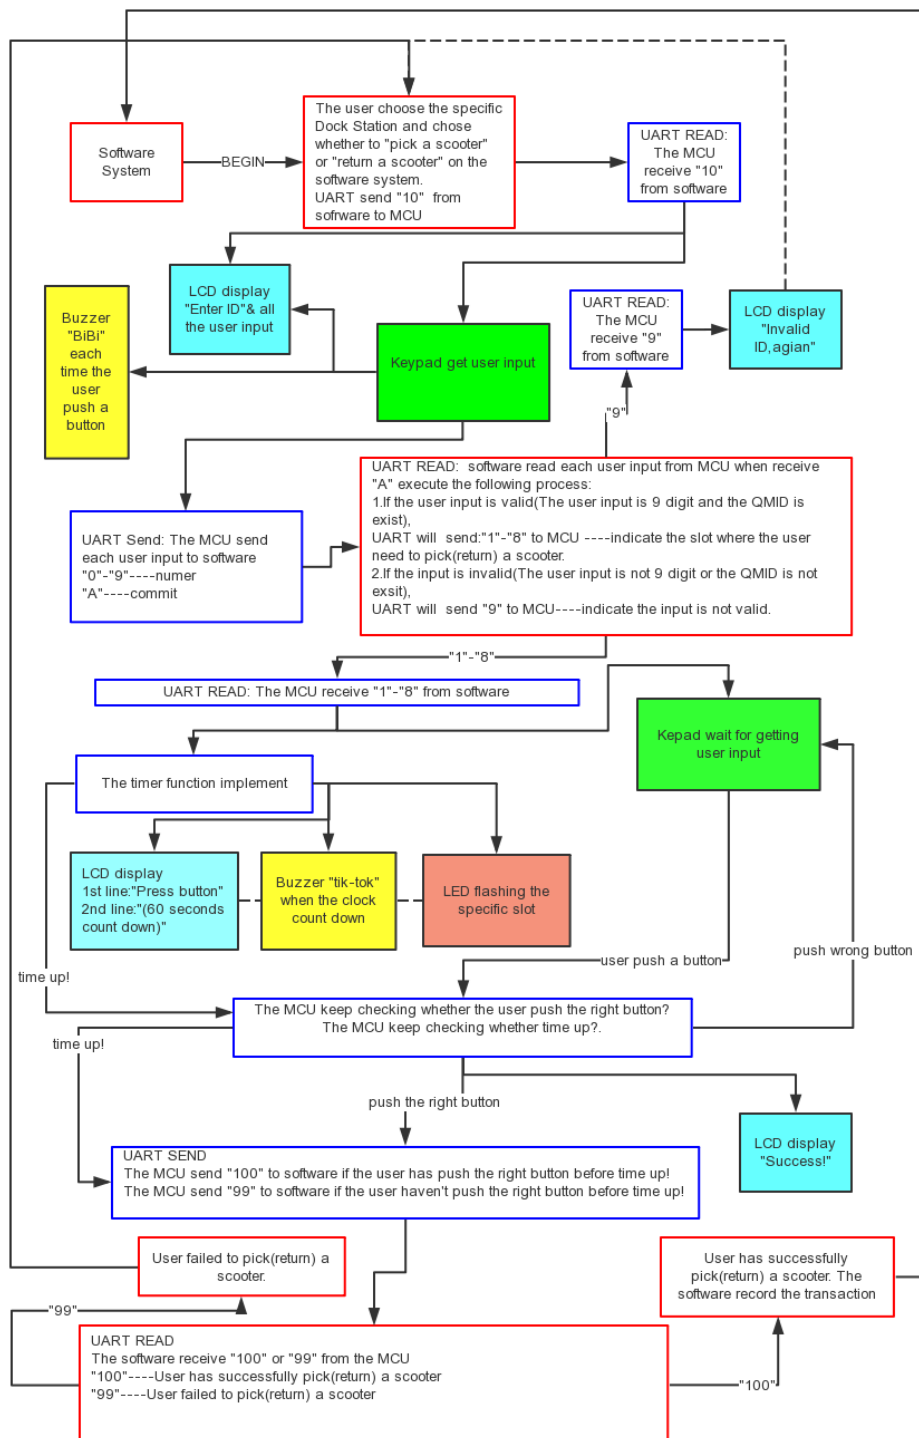 Software
System
BEGIN
The user choose the specific
Dock Station and chose
whether to "pick a scooter"
or "return a scooter" on the
software system.
UART send "10" from
sofrware to MCU
UART READ:
The MCU
receive "10"
from software
LCD display
"Enter ID"& all
the user input
Buzzer
"BiBi"
each
time the
user
push a
button
Keypad get user input
UART READ:
The MCU
receive "9"
from software
LCD display
"Invalid
ID,agian"
"9"
UART Send: The MCU send
each user input to software
"0"-"9"----numer
"A"----commit
UART READ: software read each user input from MCU when receive
"A" execute the following process:
1.If the user input is valid(The user input is 9 digit and the QMID is
exist),
UART will send:"1"-"8" to MCU ----indicate the slot where the user
need to pick(return) a scooter.
2.If the input is invalid(The user input is not 9 digit or the QMID is not
exsit),
UART will send "9" to MCU----indicate the input is not valid.
"1"-"8"
UART READ: The MCU receive "1"-"8" from software
Kepad wait for getting
user input
The timer function implement
LCD display
1st line:"Press button"
2nd line:"(60 seconds
count down)"
Buzzer "tik-tok"
when the clock
count down
LED flashing the
specific slot
time up!
user push a button
push wrong button
The MCU keep checking whether the user push the right button?
The MCU keep checking whether time up?.
time up!
push the right button
LCD display
"Success!"
UART SEND
The MCU send "100" to software if the user has push the right button before time up!
The MCU send "99" to software if the user haven't push the right button before time up!
User failed to pick(return) a
scooter.
User has successfully
pick(return) a scooter. The
software record the transaction
"99"
UART READ
The software receive "100" or "99" from the MCU
"100"----User has successfully pick(return) a scooter
"99"----User failed to pick(return) a scooter
"100"